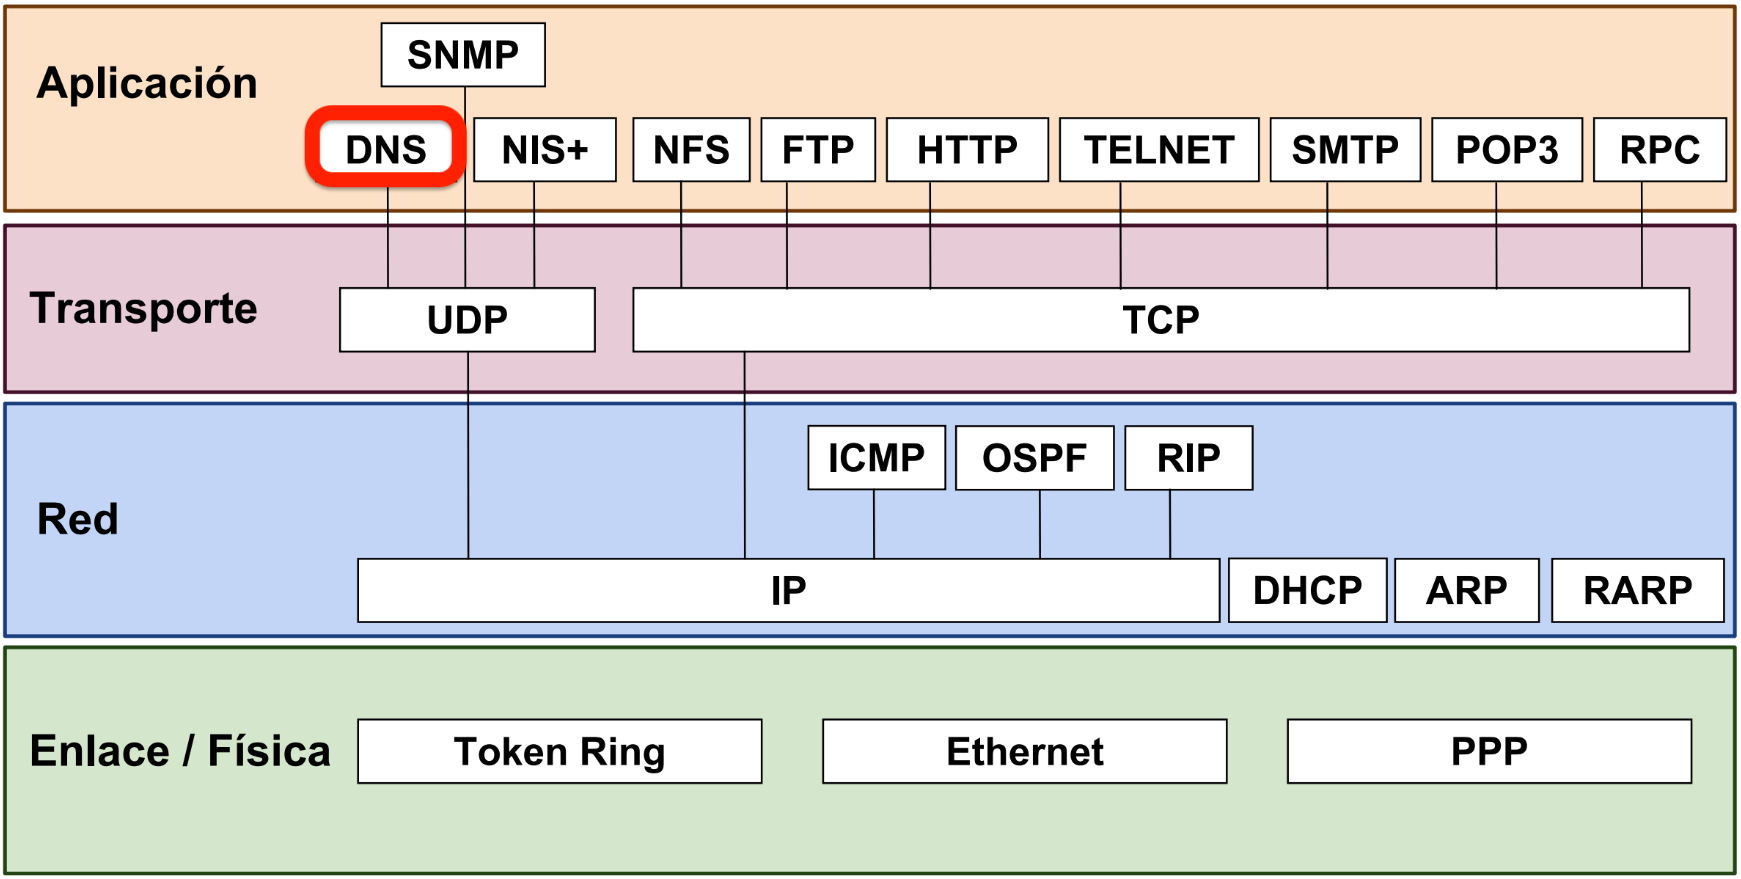 SNMP
Aplicación
DNS NIS+ NFS FTP HTTP TELNET SMTP POP3 RPC
Transporte UDP TCP
ICMP OSPF RIP
Red
IP DHCP ARP RARP
Enlace / Física Token Ring Ethernet PPP